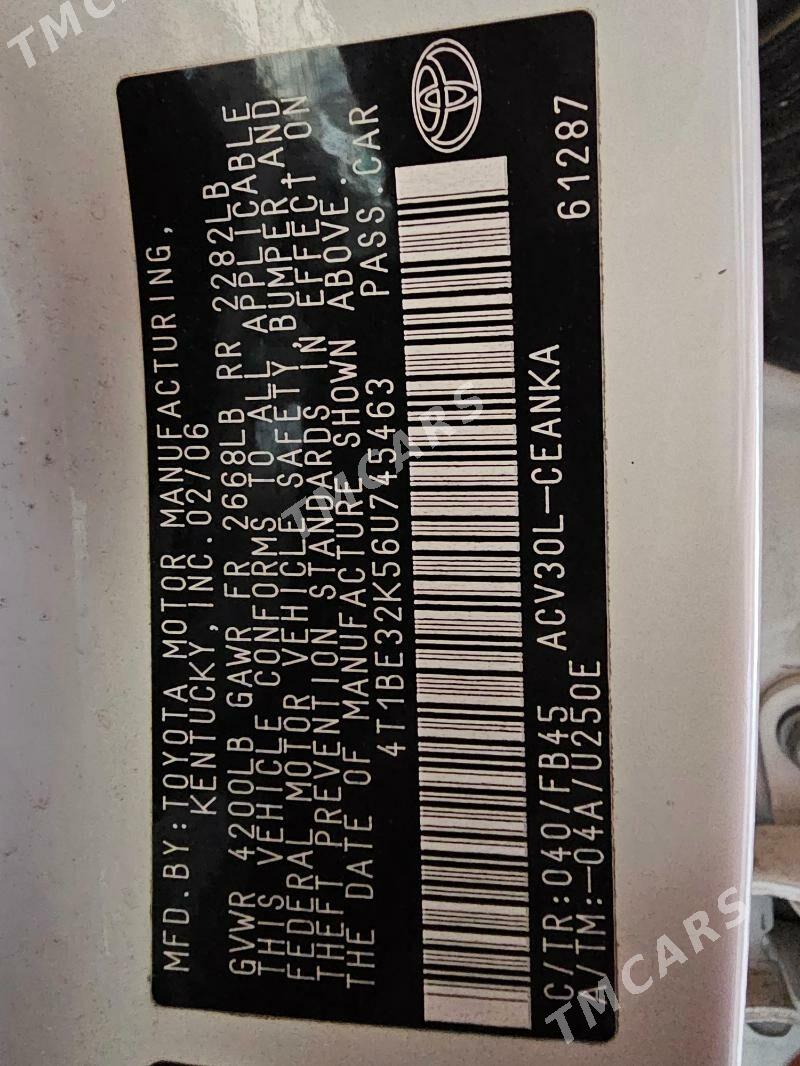 MFD.BY:TOYOTA MOTOR MANUFACTURING,
KENTUCKY,INC.02/06
GVWR 4200LB GAWR FR 2668LB RR 2282LB
THIS VEHICLE CONFORMS TO ALL APPLICABLE
FEDERAL MOTOR VEHICLE SAFETY,BUMPER,AND
THEFT PREVENTION STANDARDS IN EFFECT ON
THE DATE OF MANUFACTURE SHOWN ABOVE.
4T1BE32K56U745463 PASS.CAR
C/TR:040/FB45 ACV30L-CEANKA 61287
A/TM:-04A/U250E
TMCARS
TMCARS
TMCARS